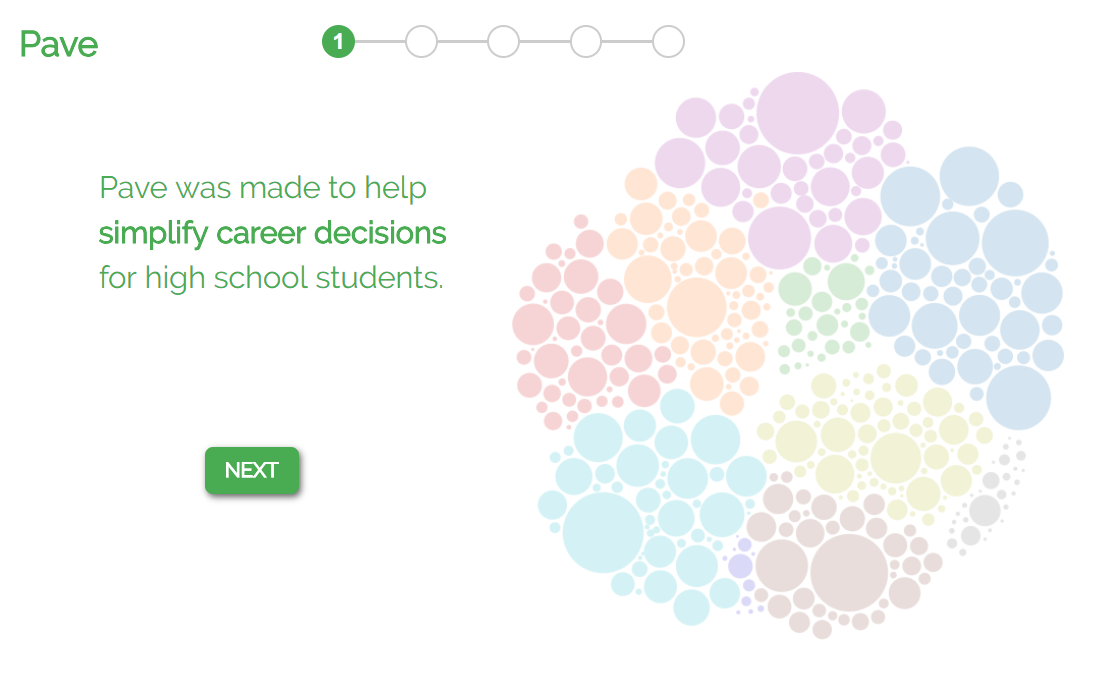 Pave
1
Pave was made to help
simplify career decisions
for high school students.
NEXT